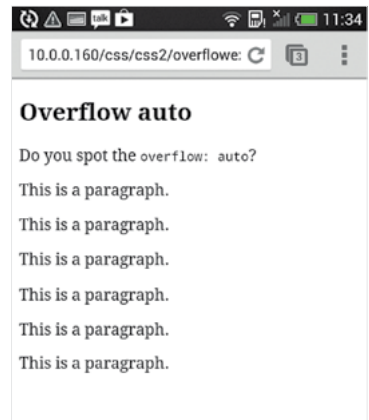 talk
11:34
10.0.0.160/css/css2/overflowe:
3
Overflow auto
Do you spot the overflow: auto?
This is a paragraph.
This is a paragraph.
This is a paragraph.
This is a paragraph.
This is a paragraph.
This is a paragraph.